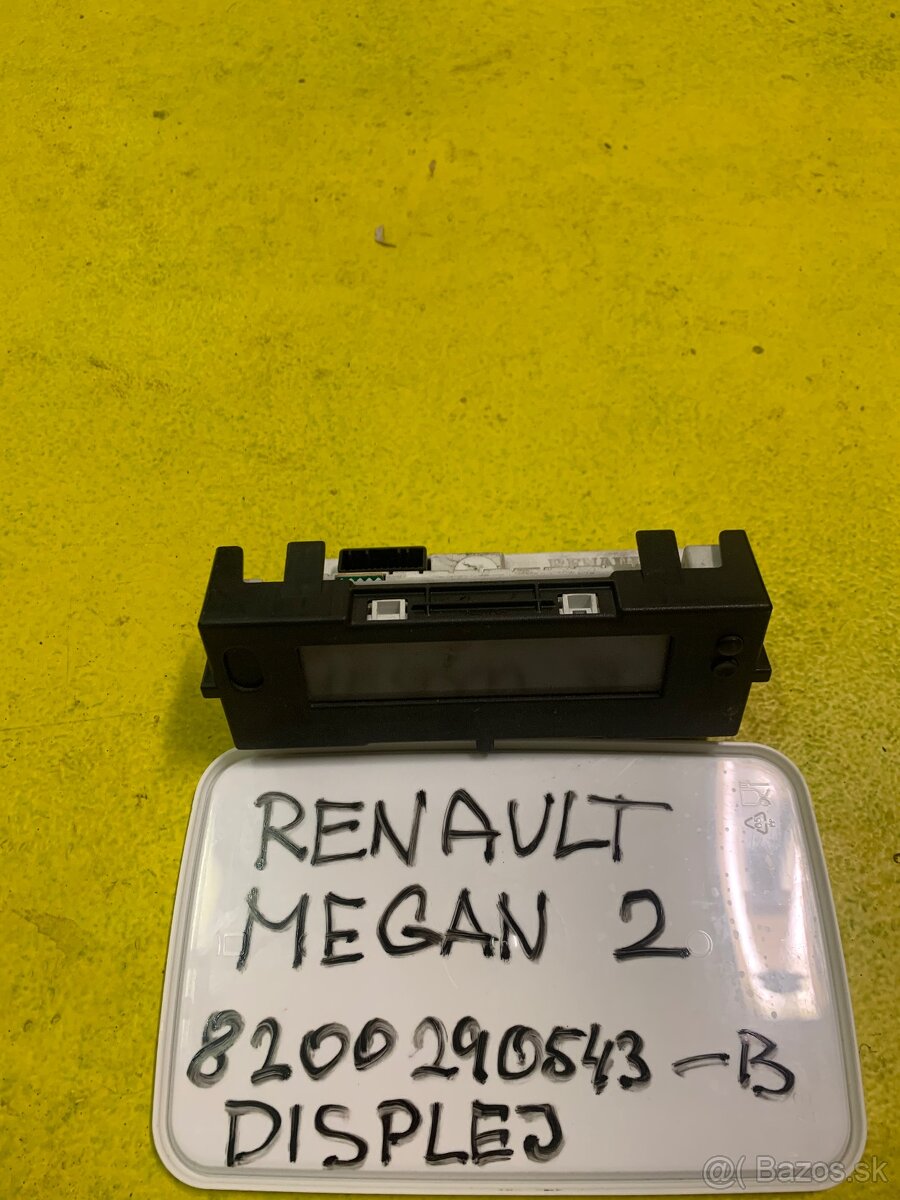 RENAULT
MEGAN 2
8200290543-B
DISPLEJ
@( Bazos.sk